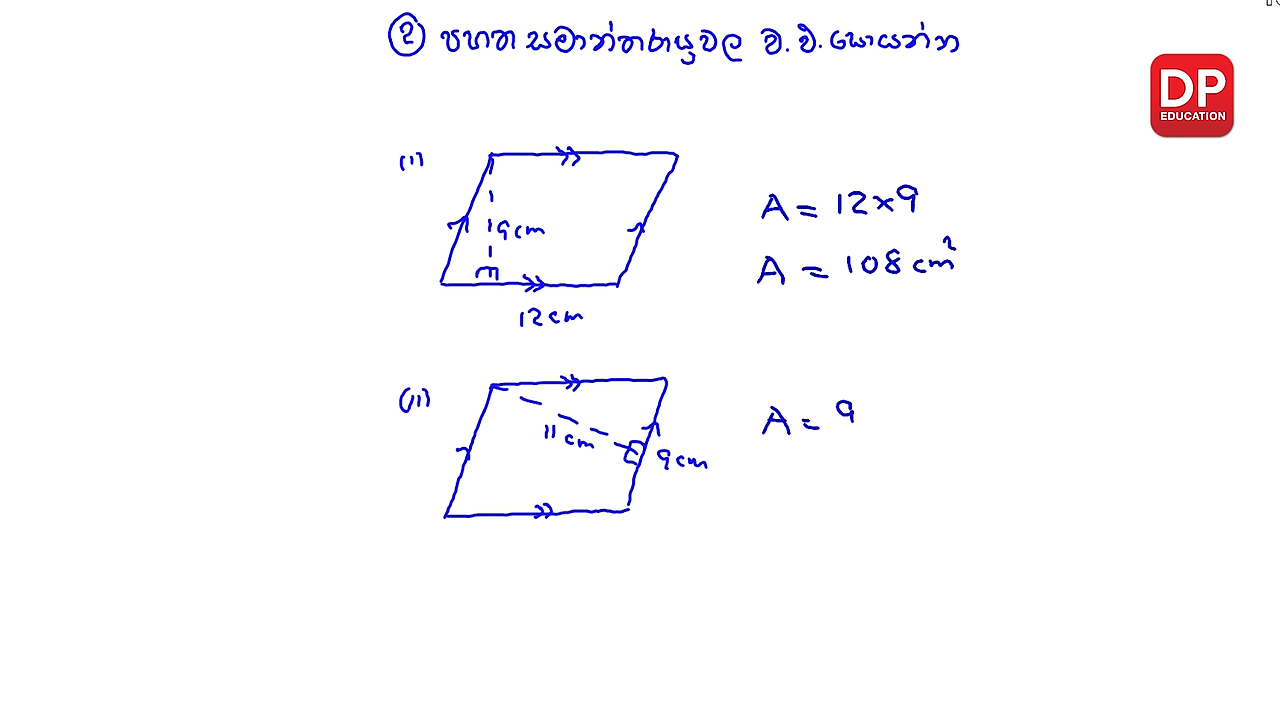 ② පහත සමාන්තරාස්‍රවල ව.ඵ. සොයන්න
DP
EDUCATION
(i)
9cm
12cm
A = 12×9
A = 108 cm²
(ii)
11cm
9cm
A = 9